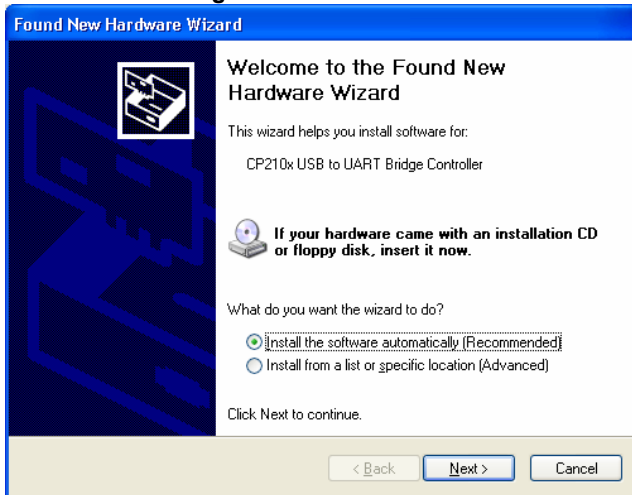 Found New Hardware Wizard
Welcome to the Found New
Hardware Wizard
This wizard helps you install software for:
CP210x USB to UART Bridge Controller
If your hardware came with an installation CD
or floppy disk, insert it now.
What do you want the wizard to do?
Install the software automatically (Recommended)
Install from a list or specific location (Advanced)
Click Next to continue.
< Back Next > Cancel